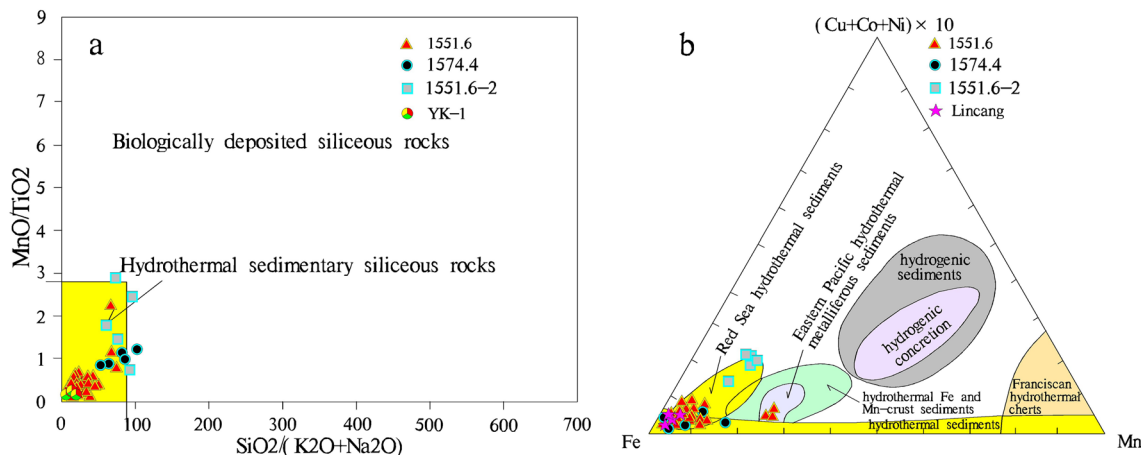 a
MnO/TiO2
9
8
7
6
5
4
3
2
1
0
0
100
200
300
400
500
600
700
SiO2/( K2O+Na2O)
1551.6
1574.4
1551.6-2
YK-1
Biologically deposited siliceous rocks
Hydrothermal sedimentary siliceous rocks
b
( Cu+Co+Ni) × 10
1551.6
1574.4
1551.6-2
Lincang
Red Sea hydrothermal sediments
Eastern Pacific hydrothermal
metalliferous sediments
hydrogenic
sediments
hydrogenic
concretion
hydrothermal Fe and
Mn-crust sediments
hydrothermal sediments
Franciscan
hydrothermal
cherts
Fe
Mn